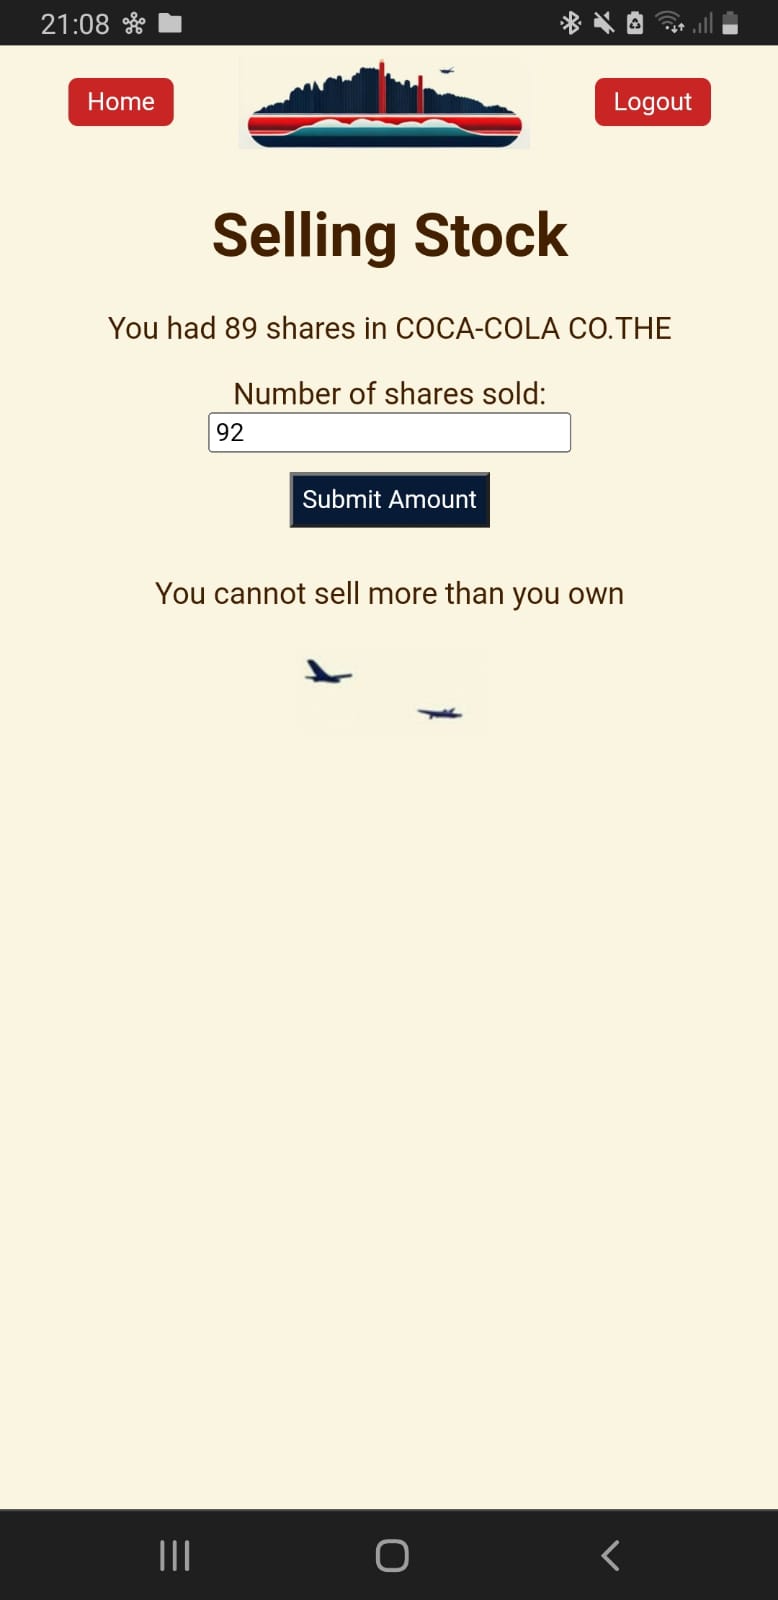 21:08
Home
Logout
Selling Stock
You had 89 shares in COCA-COLA CO.THE
Number of shares sold:
92
Submit Amount
You cannot sell more than you own